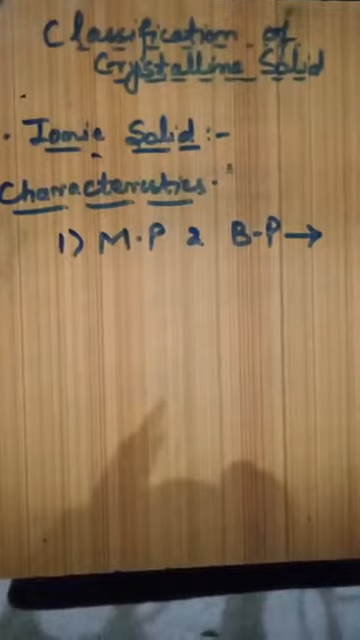 Classification of
Crystalline Solid
• Ionic Solid:-
Characteristics:
1) M.P & B.P→